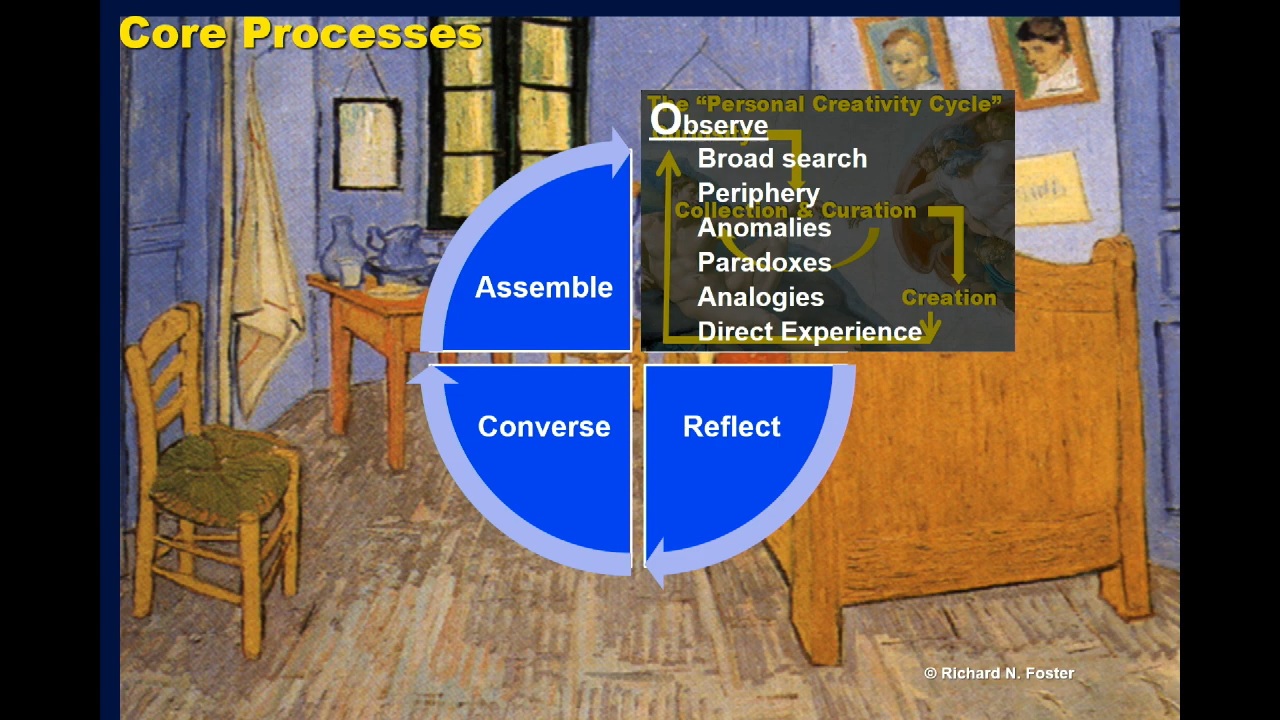 Core Processes
The “Personal Creativity Cycle”
Observe
Broad search
Periphery
Collection & Curation
Anomalies
Paradoxes
Assemble
Analogies
Creation
Direct Experience
Converse
Reflect
© Richard N. Foster